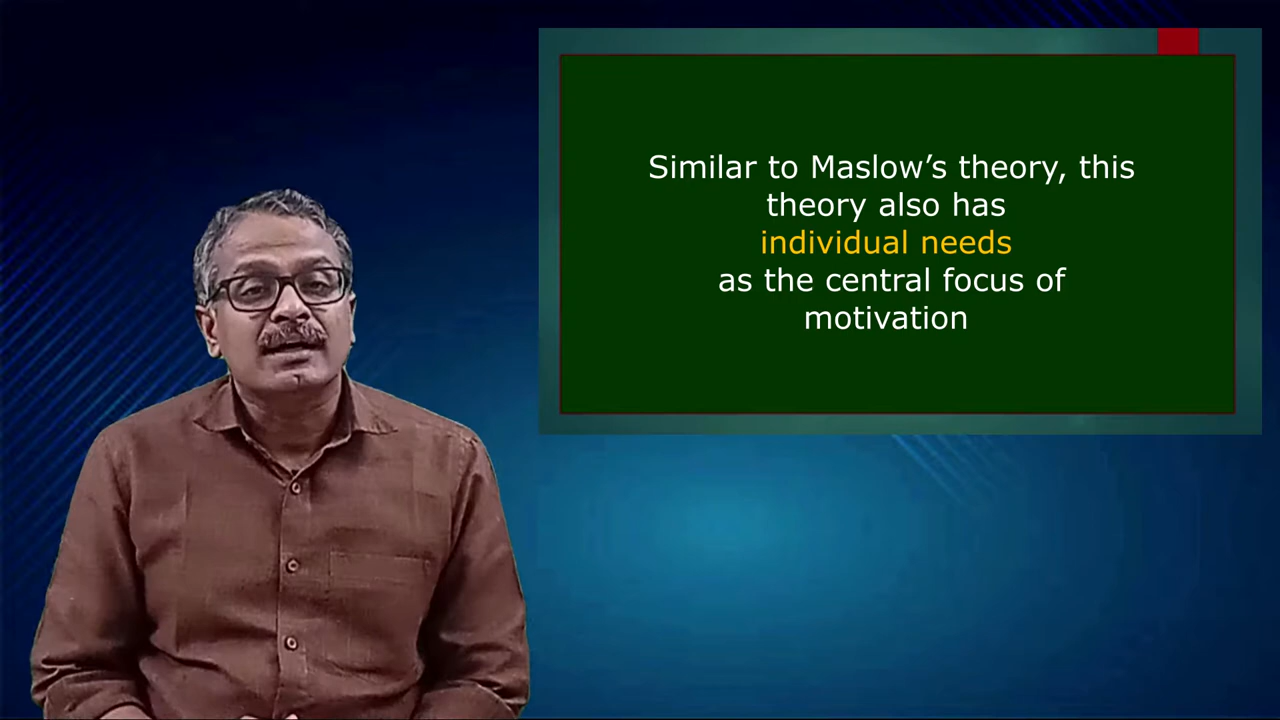 Similar to Maslow’s theory, this
theory also has
individual needs
as the central focus of
motivation